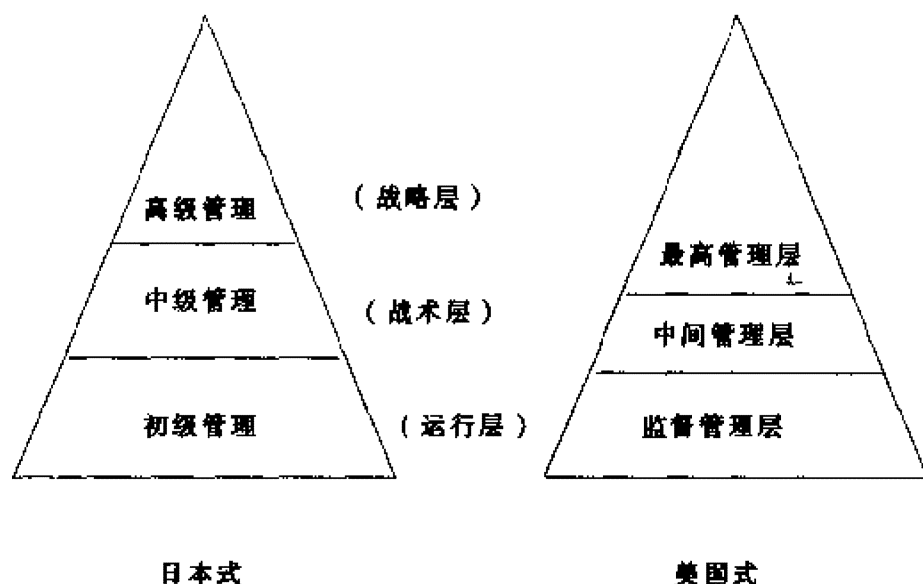 高级管理
(战略层)
最高管理层
中级管理
(战术层)
中间管理层
初级管理
(运行层)
监督管理层
日本式
美国式